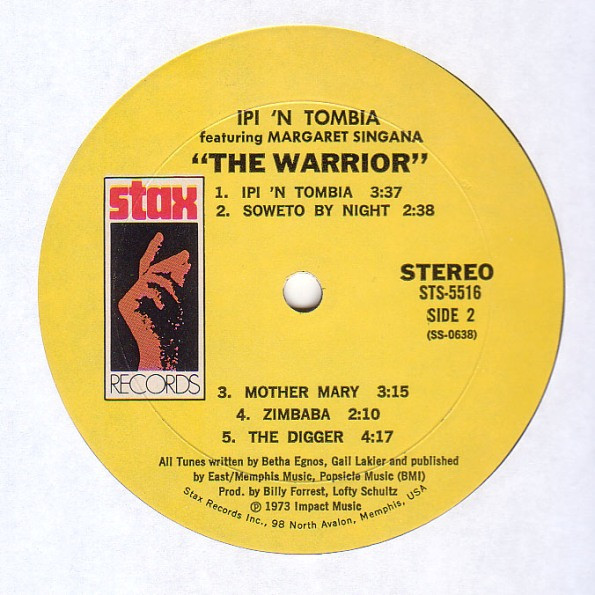 IPI 'N TOMBIA
featuring MARGARET SINGANA
"THE WARRIOR"
1. IPI 'N TOMBIA 3:37
2. SOWETO BY NIGHT 2:38
stax
RECORDS
STEREO
STS-5516
SIDE 2
(SS-0638)
3. MOTHER MARY 3:15
4. ZIMBABA 2:10
5. THE DIGGER 4:17
All Tunes written by Betha Egnos, Gail Lakier and published
by East/Memphis Music, Popsicle Music (BMI)
Prod. by Billy Forrest, Lofty Schultz
℗ 1973 Impact Music
Stax Records Inc., 98 North Avalon, Memphis, USA